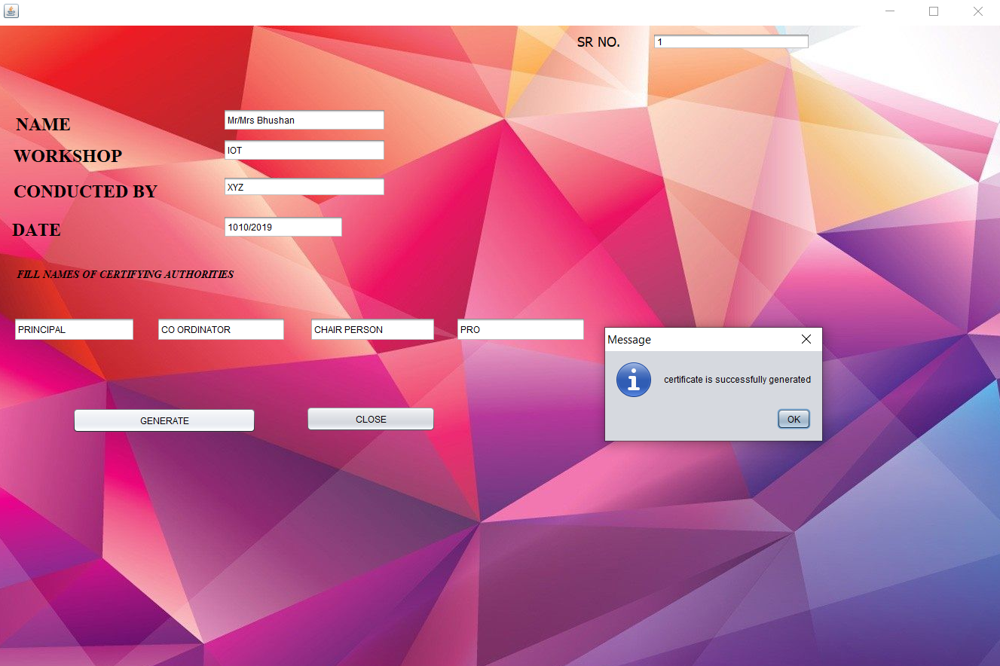 SR NO. 1
NAME Mr/Mrs Bhushan
WORKSHOP IOT
CONDUCTED BY XYZ
DATE 1010/2019
FILL NAMES OF CERTIFYING AUTHORITIES
PRINCIPAL CO ORDINATOR CHAIR PERSON PRO
Message
certificate is successfully generated
OK
GENERATE CLOSE